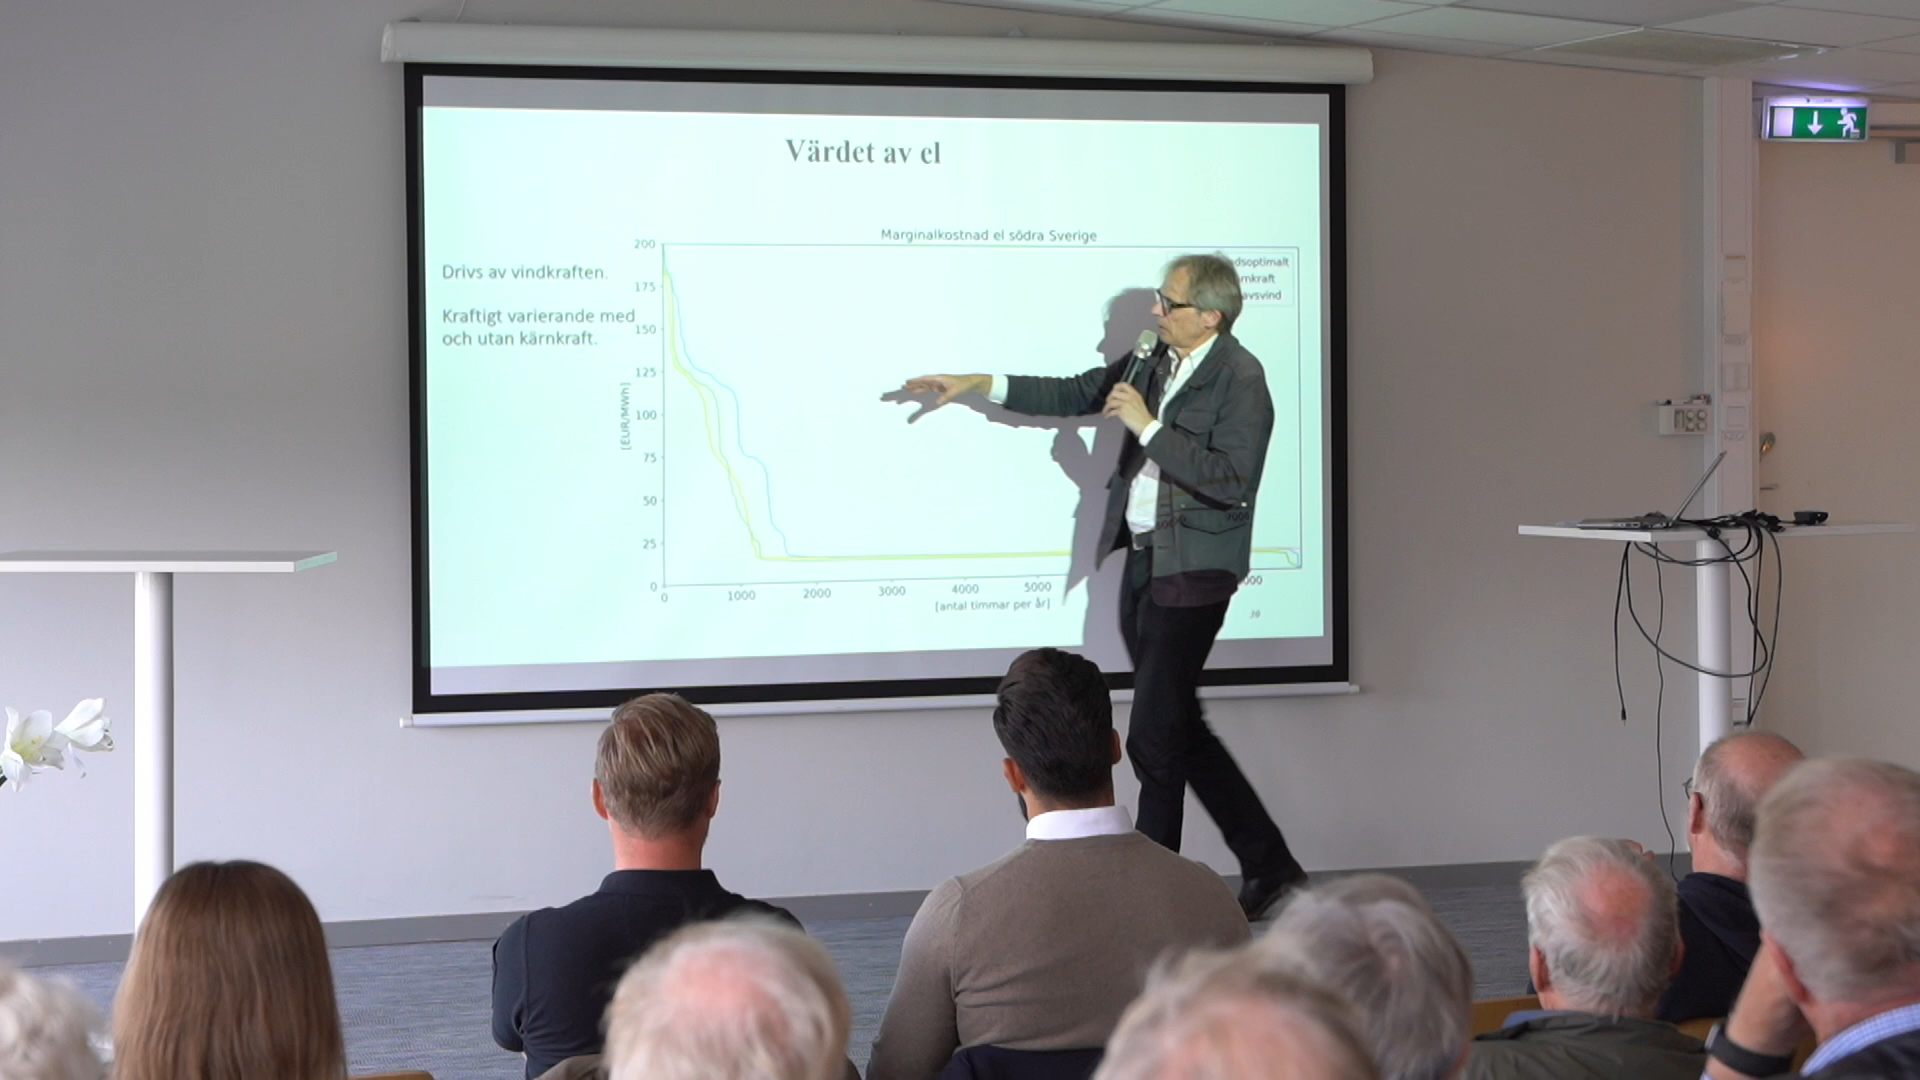 Värdet av el
Drivs av vindkraften.
Kraftigt varierande med
och utan kärnkraft.
Marginalkostnad el södra Sverige
200
175
150
125
100
75
50
25
0
[EUR/MWh]
0
1000
2000
3000
4000
5000
[antal timmar per år]
30